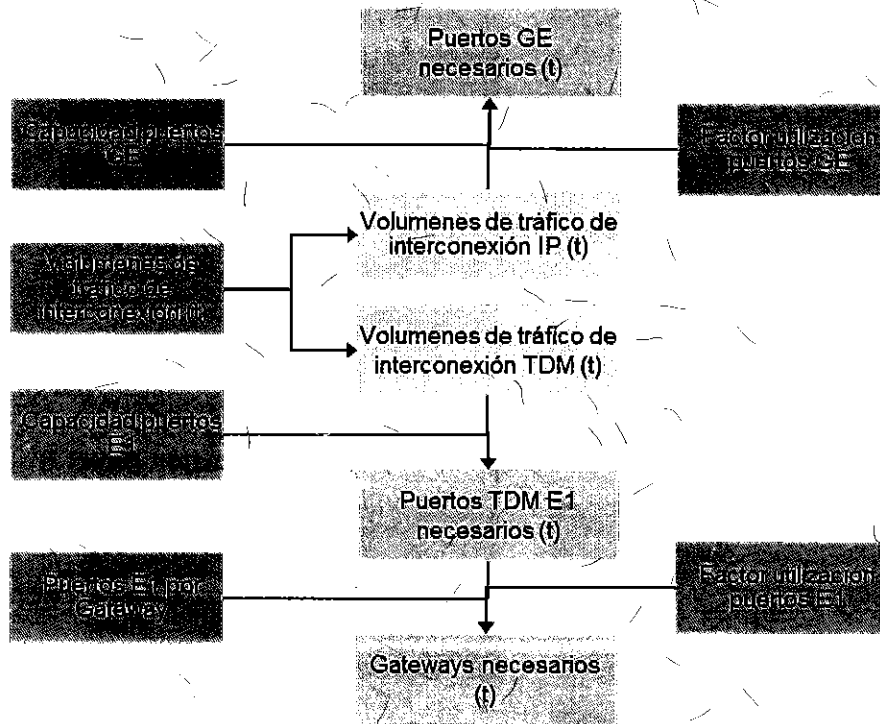 Puertos GE
necesarios (t)
Capacidad puertos
GE
Factor utilización
puertos GE
Volumenes de tráfico de
interconexión IP (t)
Volumenes de
tráfico de
interconexión (t)
Volumenes de tráfico de
interconexión TDM (t)
Capacidad puertos
E1
Puertos TDM E1
necesarios (t)
Puertos E1 por
Gateway
Factor utilización
puertos E1
Gateways necesarios
(t)